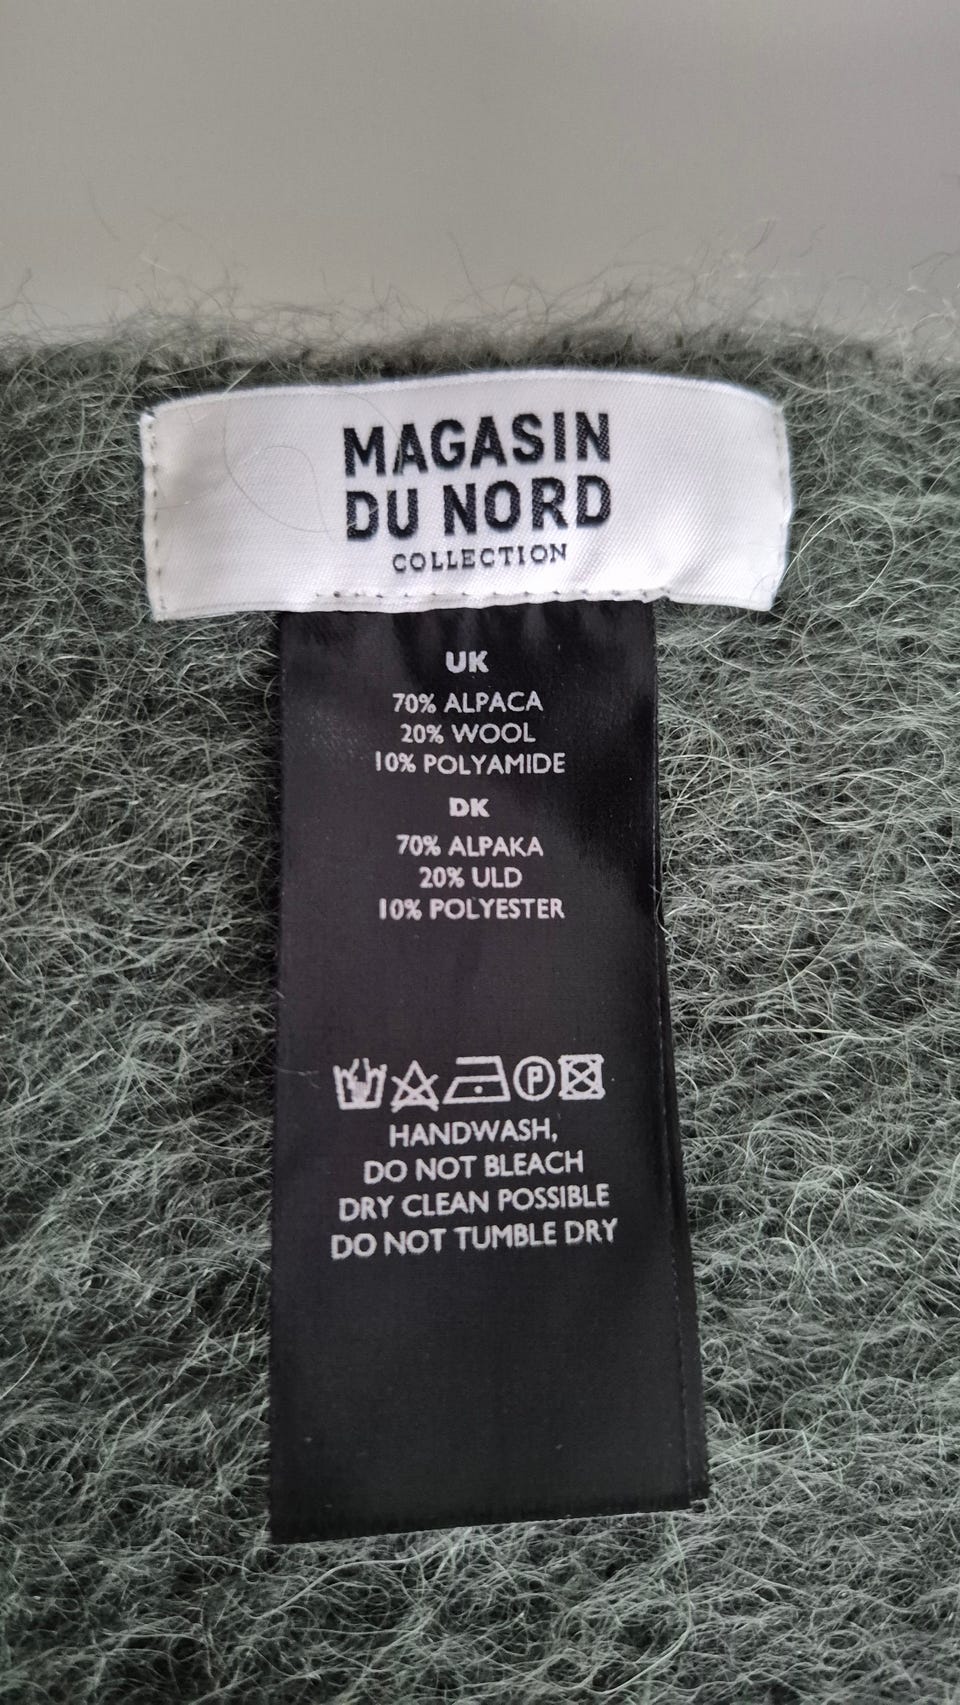 MAGASIN
DU NORD
COLLECTION
UK
70% ALPACA
20% WOOL
10% POLYAMIDE
DK
70% ALPAKA
20% ULD
10% POLYESTER
P
HANDWASH,
DO NOT BLEACH
DRY CLEAN POSSIBLE
DO NOT TUMBLE DRY